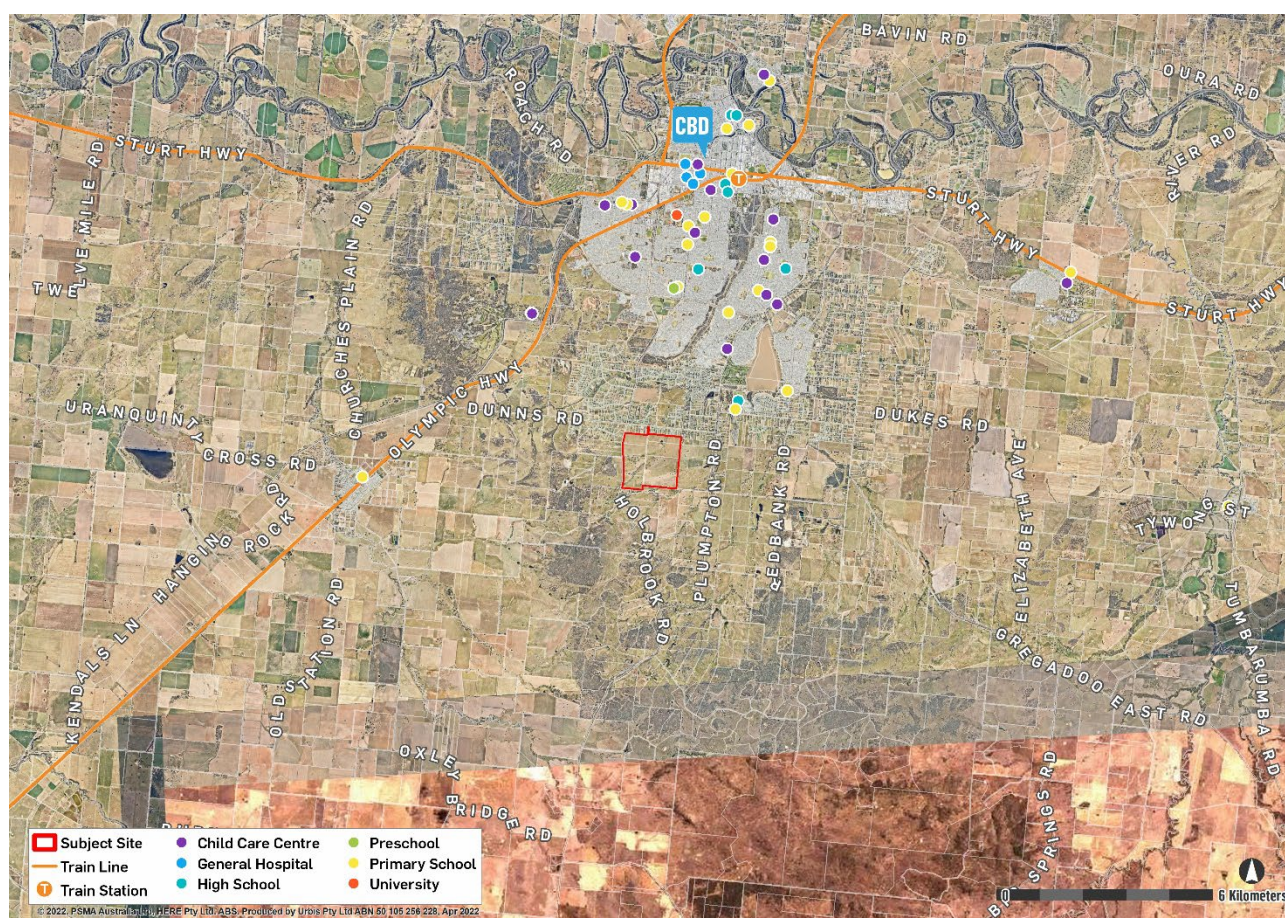 BAVIN RD
OURA RD
ROACH RD
CBD
STURT HWY
TWELVE MILE RD
RIVER RD
T
STURT HWY
CHURCHES PLAIN RD
STURT HWY
OLYMPIC HWY
DUNNS RD
DUKES RD
URANQUINTY CROSS RD
HOLBROOK RD
PLUMPTON RD
REDBANK RD
ELIZABETH AVE
TYWONG ST
KENDALS LN
HANGING ROCK RD
OLD STATION RD
GREGADOO EAST RD
TUMBARUMBA RD
OXLEY BRIDGE RD
SPRINGS RD
Subject Site
Train Line
T Train Station
Child Care Centre
General Hospital
High School
Preschool
Primary School
University
0 6 Kilometers
© 2022. PSMA Australia HERE Pty Ltd. ABS. Produced by Urbis Pty Ltd ABN 50 105 256 228, Apr 2022